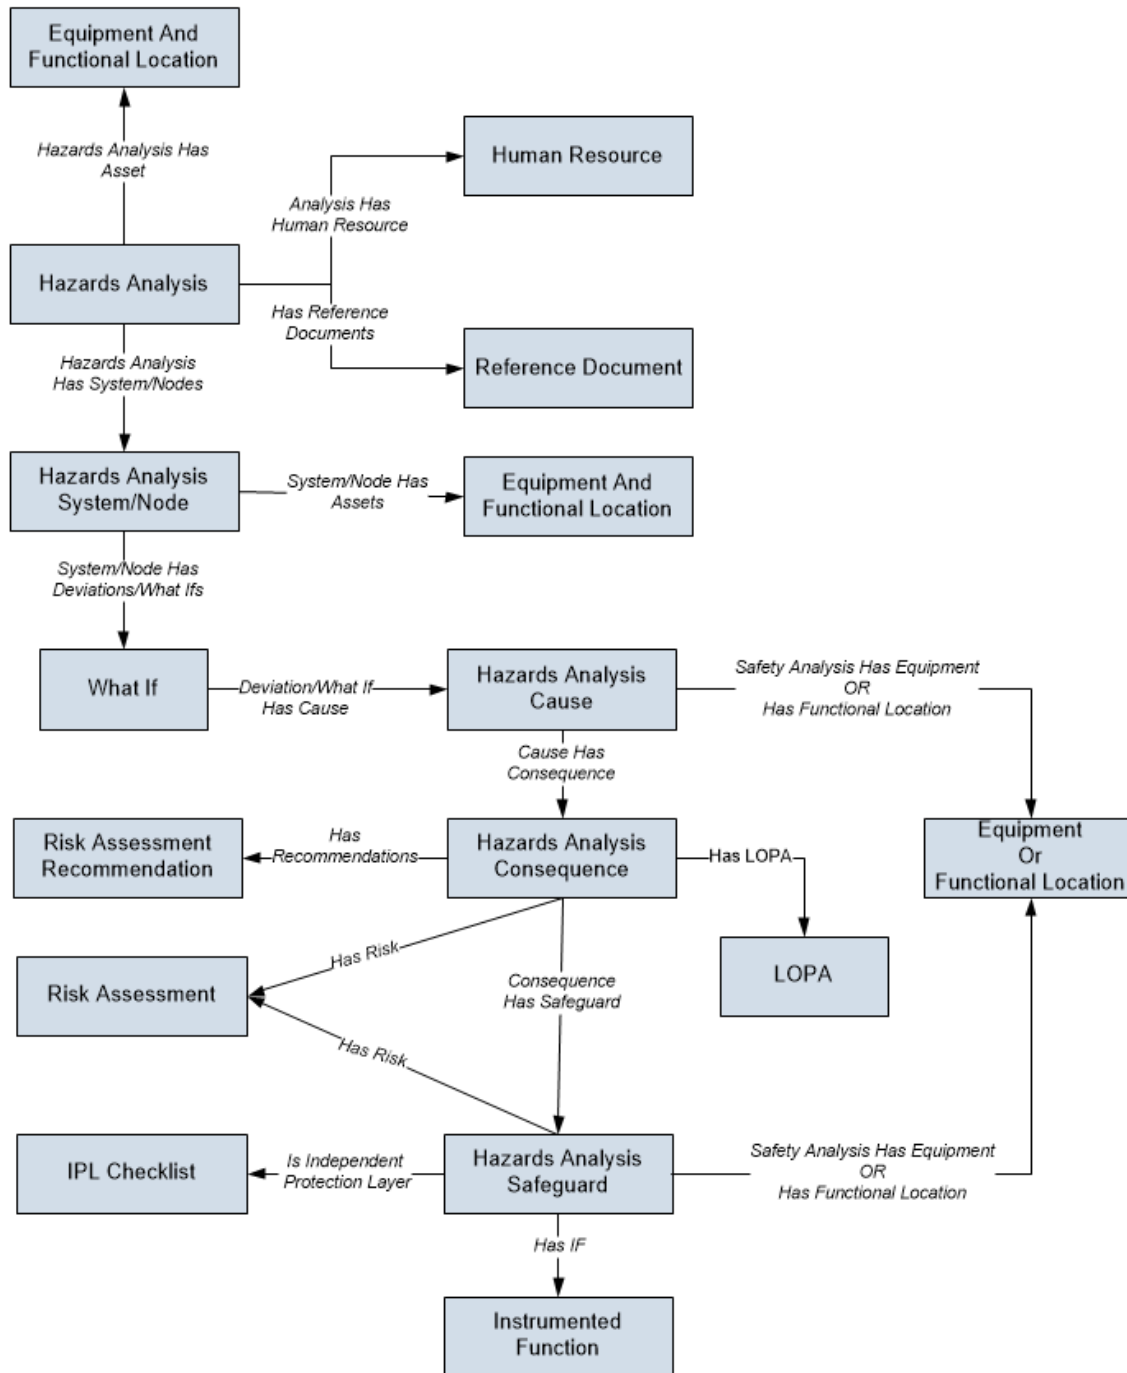 Equipment And
Functional Location
Hazards Analysis Has
Asset
Human Resource
Analysis Has
Human Resource
Hazards Analysis
Has Reference
Documents
Reference Document
Hazards Analysis
Has System/Nodes
Hazards Analysis
System/Node
System/Node Has
Assets
Equipment And
Functional Location
System/Node Has
Deviations/What Ifs
What If
Deviation/What If
Has Cause
Hazards Analysis
Cause
Safety Analysis Has Equipment
OR
Has Functional Location
Cause Has
Consequence
Risk Assessment
Recommendation
Has
Recommendations
Hazards Analysis
Consequence
Has LOPA
Equipment
Or
Functional Location
Has Risk
Risk Assessment
Consequence
Has Safeguard
LOPA
Has Risk
IPL Checklist
Is Independent
Protection Layer
Hazards Analysis
Safeguard
Safety Analysis Has Equipment
OR
Has Functional Location
Has IF
Instrumented
Function